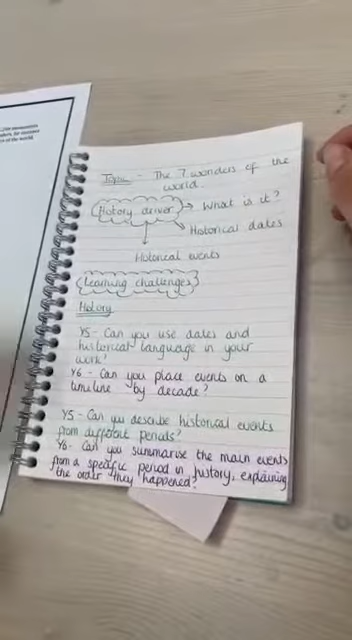 Topic - The 7 wonders of the
world.
History driver → What is it?
Historical dates
Historical events
Learning challenges
History
Y5 - Can you use dates and
historical language in your
work?
Y6 - Can you place events on a
timeline by decade?
Y5 - Can you describe historical events
from different periods?
Y6 - Can you summarise the main events
from a specific period in history, explaining
the order they happened?